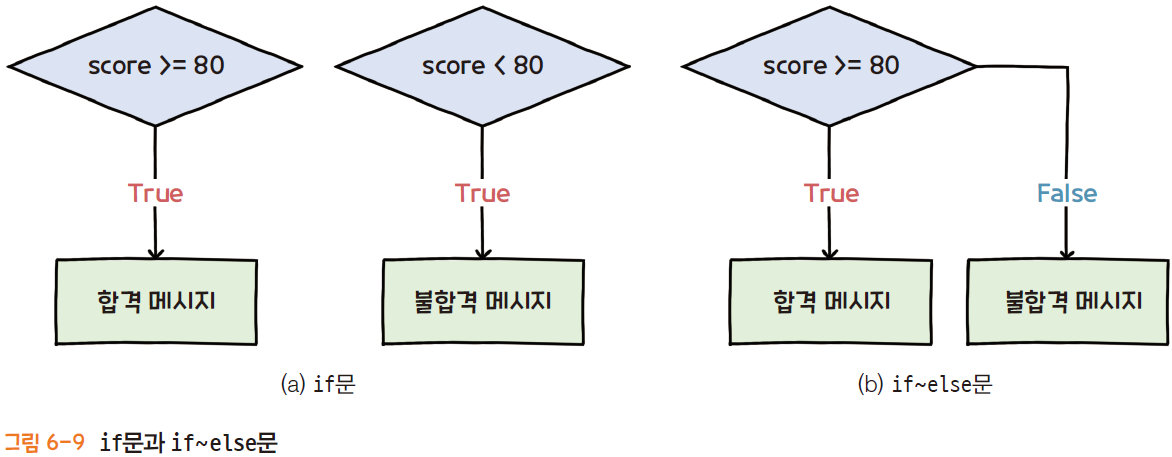 score >= 80
score < 80
score >= 80
True
True
True
False
합격 메시지
불합격 메시지
합격 메시지
불합격 메시지
(a) if문
(b) if~else문
그림 6-9 if문과 if~else문